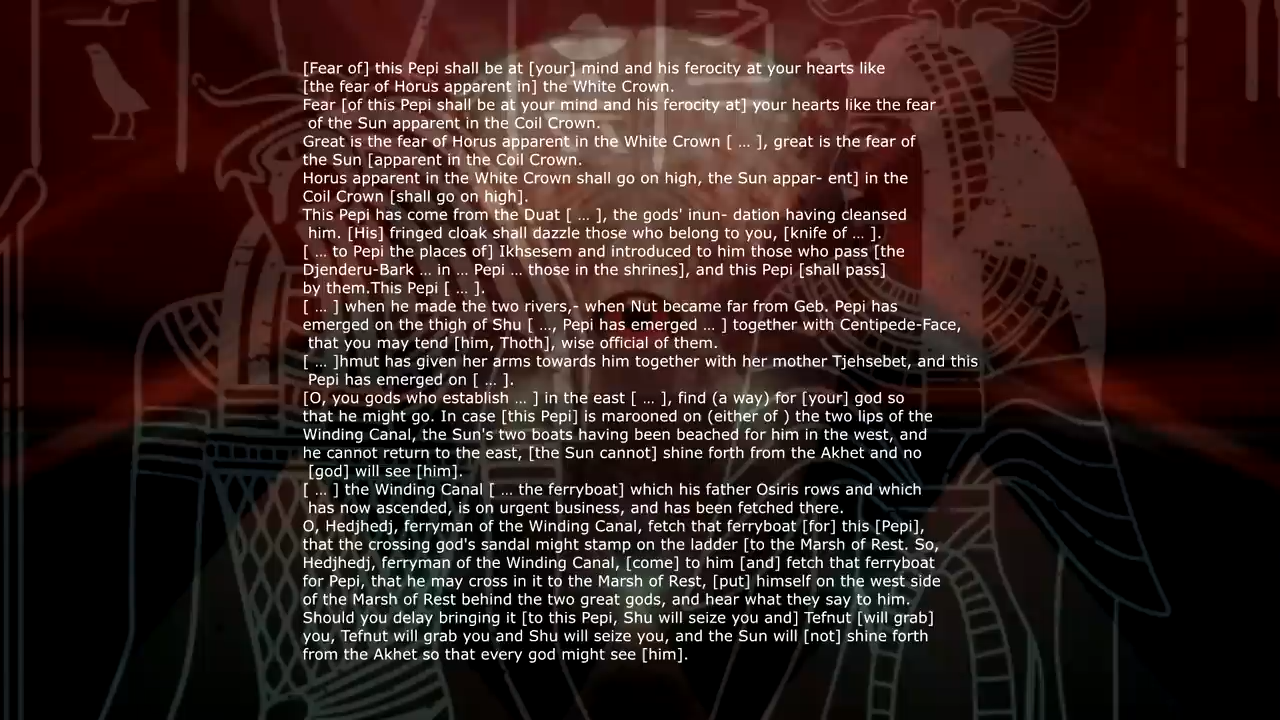 [Fear of] this Pepi shall be at [your] mind and his ferocity at your hearts like
[the fear of Horus apparent in] the White Crown.
Fear [of this Pepi shall be at your mind and his ferocity at] your hearts like the fear
of the Sun apparent in the Coil Crown.
Great is the fear of Horus apparent in the White Crown [ ... ], great is the fear of
the Sun [apparent in the Coil Crown.
Horus apparent in the White Crown shall go on high, the Sun appar- ent] in the
Coil Crown [shall go on high].
This Pepi has come from the Duat [ ... ], the gods' inun- dation having cleansed
him. [His] fringed cloak shall dazzle those who belong to you, [knife of ... ].
[ ... to Pepi the places of] Ikhsesem and introduced to him those who pass [the
Djenderu-Bark ... in ... Pepi ... those in the shrines], and this Pepi [shall pass]
by them.This Pepi [ ... ].
[ ... ] when he made the two rivers,- when Nut became far from Geb. Pepi has
emerged on the thigh of Shu [ ..., Pepi has emerged ... ] together with Centipede-Face,
that you may tend [him, Thoth], wise official of them.
[ ... ]hmut has given her arms towards him together with her mother Tjehsebet, and this
Pepi has emerged on [ ... ].
[O, you gods who establish ... ] in the east [ ... ], find (a way) for [your] god so
that he might go. In case [this Pepi] is marooned on (either of ) the two lips of the
Winding Canal, the Sun's two boats having been beached for him in the west, and
he cannot return to the east, [the Sun cannot] shine forth from the Akhet and no
[god] will see [him].
[ ... ] the Winding Canal [ ... the ferryboat] which his father Osiris rows and which
has now ascended, is on urgent business, and has been fetched there.
O, Hedjhedj, ferryman of the Winding Canal, fetch that ferryboat [for] this [Pepi],
that the crossing god's sandal might stamp on the ladder [to the Marsh of Rest. So,
Hedjhedj, ferryman of the Winding Canal, [come] to him [and] fetch that ferryboat
for Pepi, that he may cross in it to the Marsh of Rest, [put] himself on the west side
of the Marsh of Rest behind the two great gods, and hear what they say to him.
Should you delay bringing it [to this Pepi, Shu will seize you and] Tefnut [will grab]
you, Tefnut will grab you and Shu will seize you, and the Sun will [not] shine forth
from the Akhet so that every god might see [him].